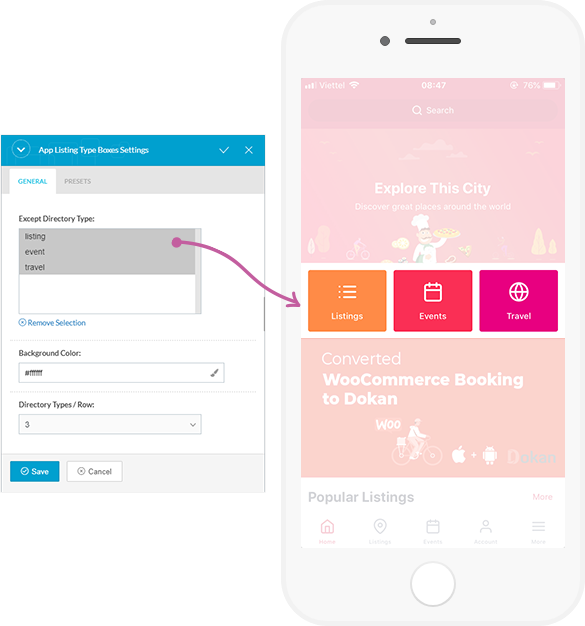 App Listing Type Boxes Settings
GENERAL PRESETS
Except Directory Type:
listing
event
travel
Remove Selection
Background Color:
#ffffff
Directory Types / Row:
3
Save Cancel
Viettel 08:47 76%
Search
Explore This City
Discover great places around the world
Listings Events Travel
Converted
WooCommerce Booking
to Dokan
WOO
+ Dokan
Popular Listings More
Home Listings Events Account More